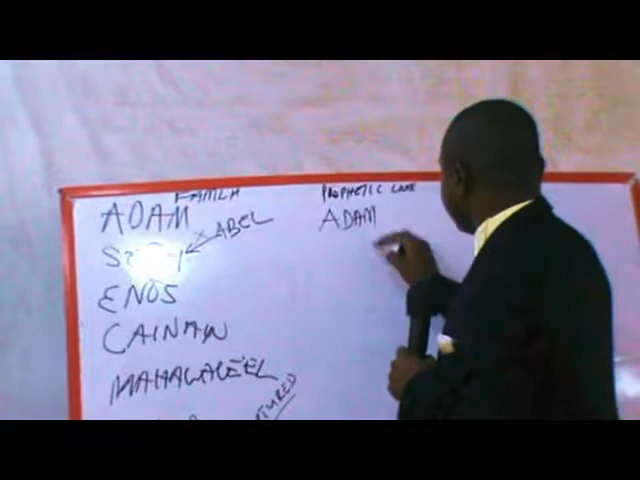 ADAM
ABEL
ENOS
CAINAN
MAHALALEEL
PROPHETIC LINE
ADAM